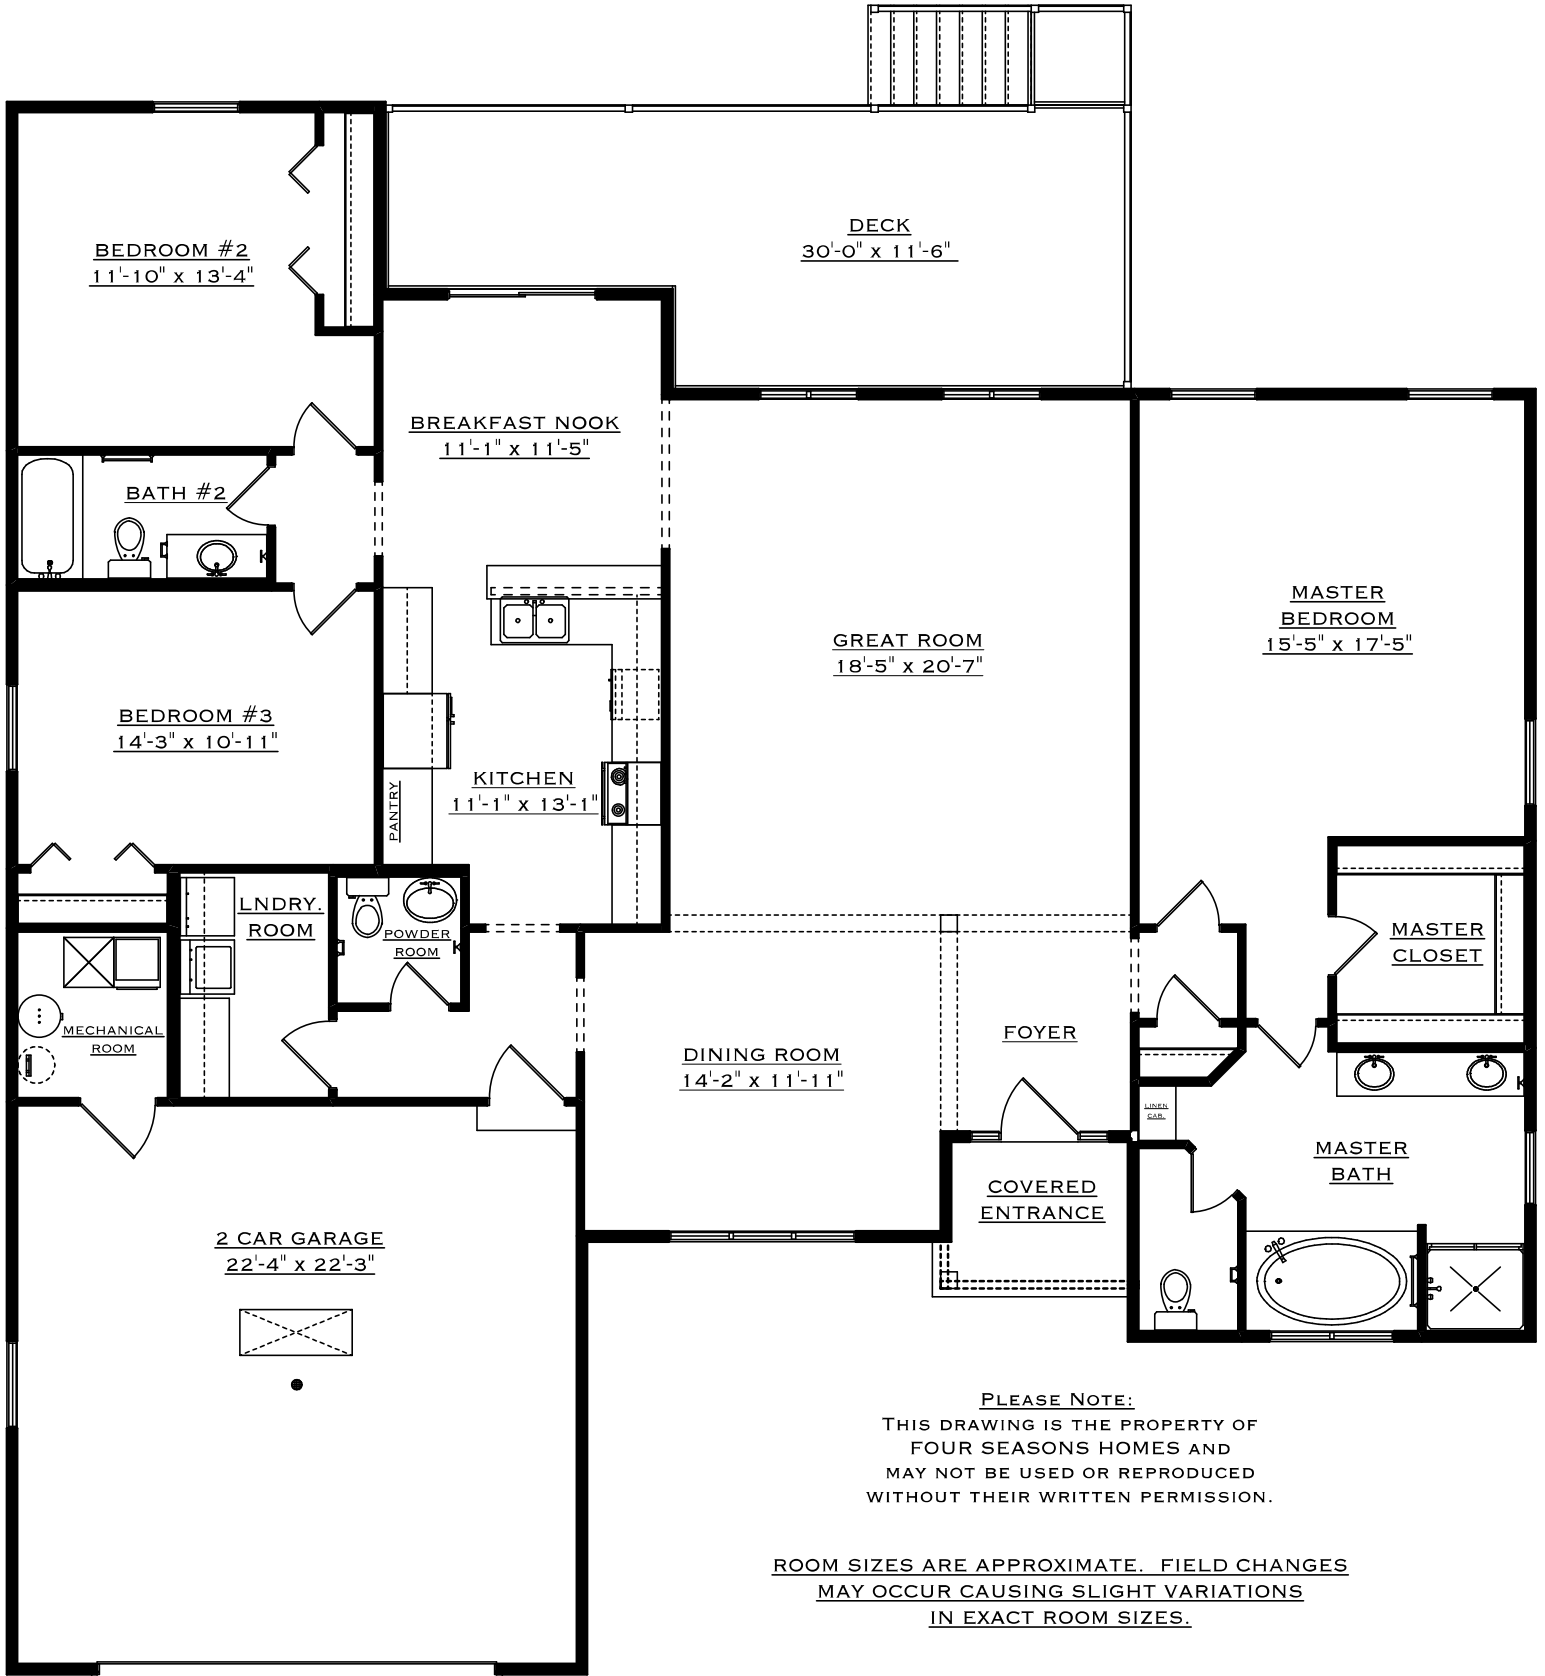 DECK
30'-0" x 11'-6"
BEDROOM #2
11'-10" x 13'-4"
BREAKFAST NOOK
11'-1" x 11'-5"
BATH #2
MASTER
BEDROOM
15'-5" x 17'-5"
GREAT ROOM
18'-5" x 20'-7"
BEDROOM #3
14'-3" x 10'-11"
KITCHEN
11'-1" x 13'-1"
PANTRY
LNDRY.
ROOM
POWDER
ROOM
MASTER
CLOSET
MECHANICAL
ROOM
FOYER
DINING ROOM
14'-2" x 11'-11"
LINEN
CAB.
MASTER
BATH
COVERED
ENTRANCE
2 CAR GARAGE
22'-4" x 22'-3"
PLEASE NOTE:
THIS DRAWING IS THE PROPERTY OF
FOUR SEASONS HOMES AND
MAY NOT BE USED OR REPRODUCED
WITHOUT THEIR WRITTEN PERMISSION.
ROOM SIZES ARE APPROXIMATE. FIELD CHANGES
MAY OCCUR CAUSING SLIGHT VARIATIONS
IN EXACT ROOM SIZES.